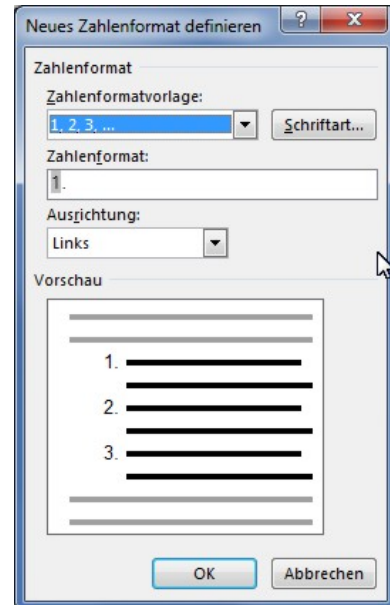 Neues Zahlenformat definieren ? X
Zahlenformat
Zahlenformatvorlage:
1, 2, 3, ... Schriftart...
Zahlenformat:
1.
Ausrichtung:
Links
Vorschau
1.
2.
3.
OK Abbrechen